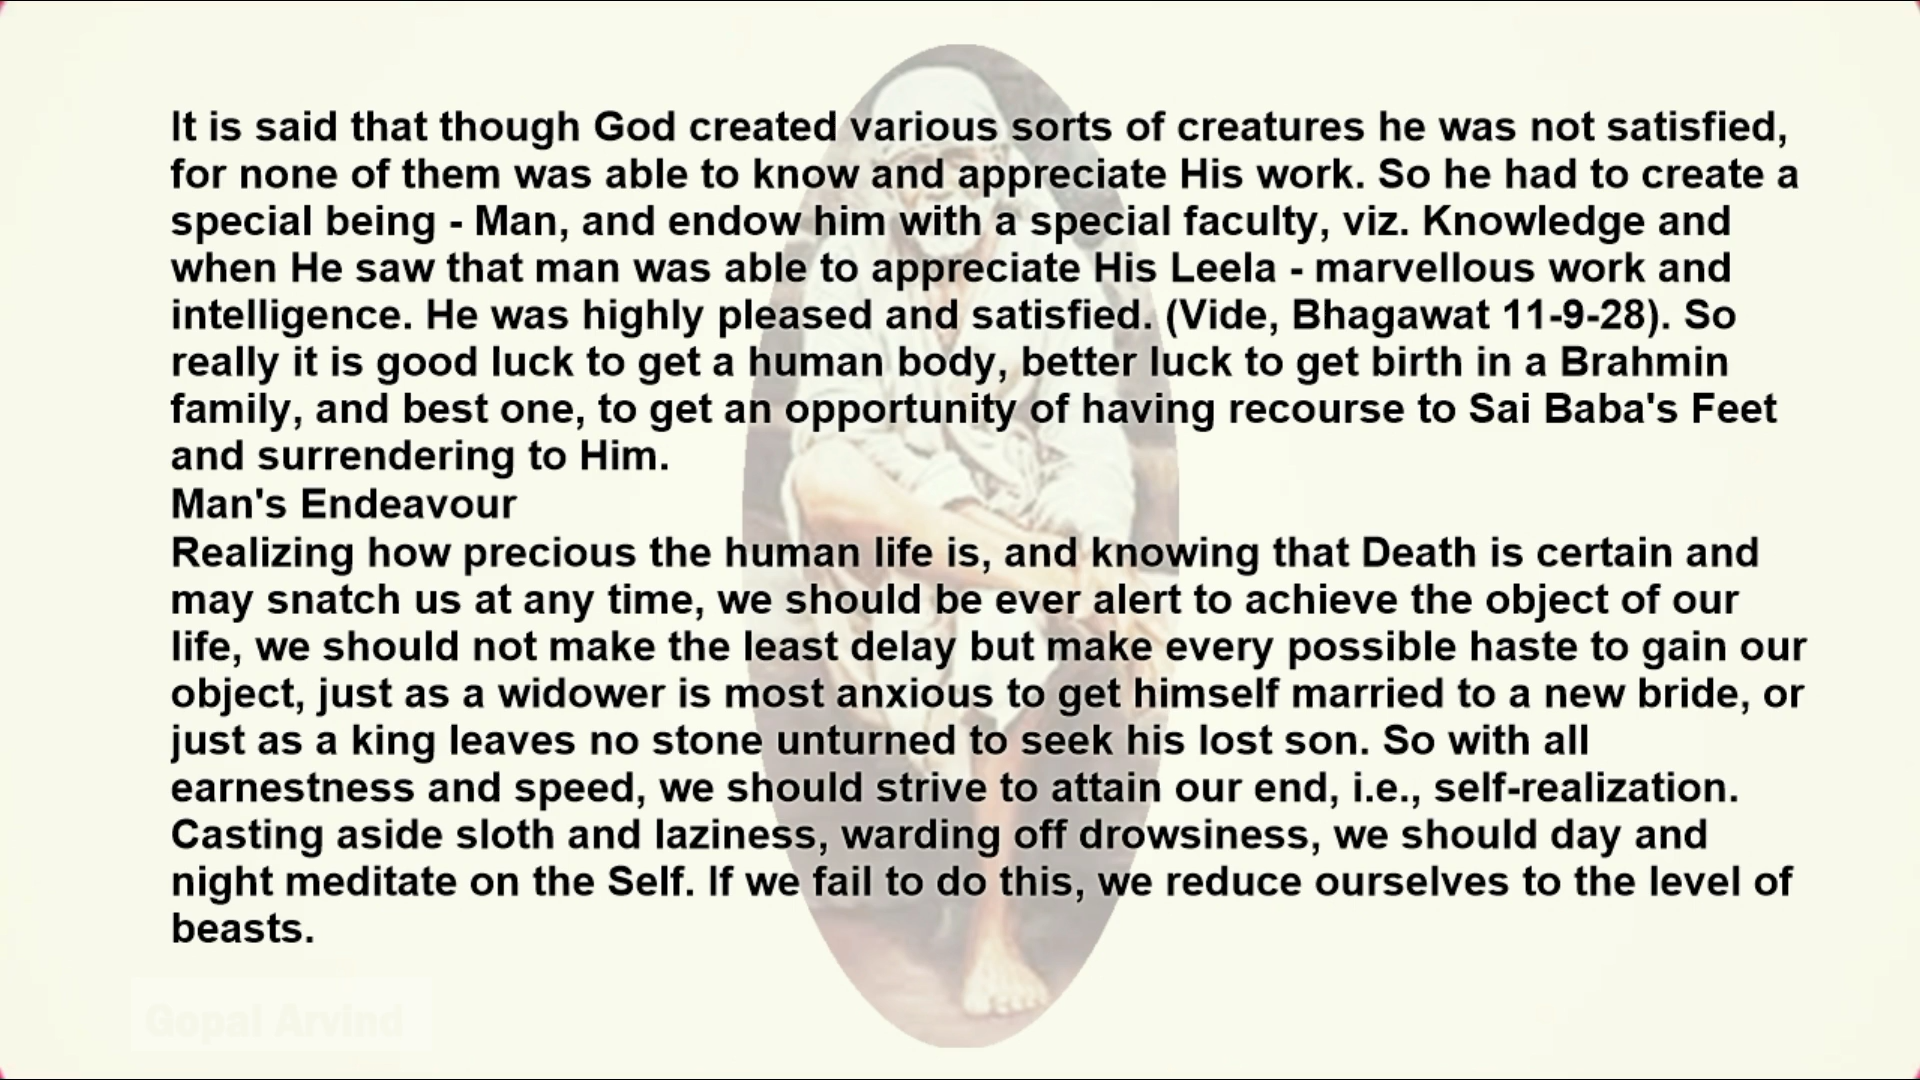 It is said that though God created various sorts of creatures he was not satisfied,
for none of them was able to know and appreciate His work. So he had to create a
special being - Man, and endow him with a special faculty, viz. Knowledge and
when He saw that man was able to appreciate His Leela - marvellous work and
intelligence. He was highly pleased and satisfied. (Vide, Bhagawat 11-9-28). So
really it is good luck to get a human body, better luck to get birth in a Brahmin
family, and best one, to get an opportunity of having recourse to Sai Baba's Feet
and surrendering to Him.
Man's Endeavour
Realizing how precious the human life is, and knowing that Death is certain and
may snatch us at any time, we should be ever alert to achieve the object of our
life, we should not make the least delay but make every possible haste to gain our
object, just as a widower is most anxious to get himself married to a new bride, or
just as a king leaves no stone unturned to seek his lost son. So with all
earnestness and speed, we should strive to attain our end, i.e., self-realization.
Casting aside sloth and laziness, warding off drowsiness, we should day and
night meditate on the Self. If we fail to do this, we reduce ourselves to the level of
beasts.
Gopal Arvind